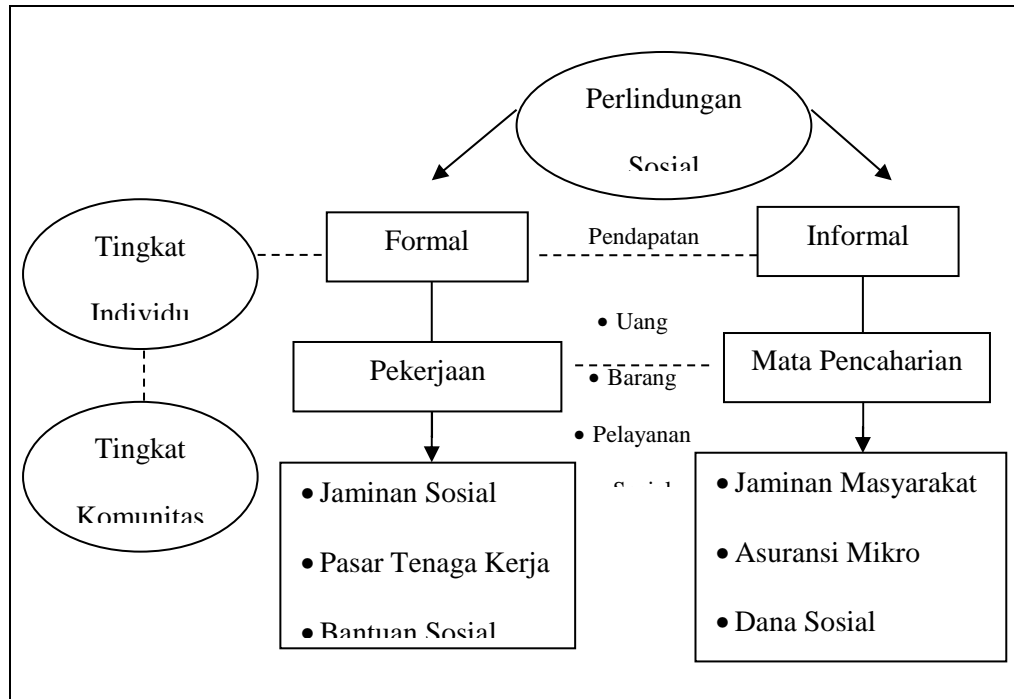 Perlindungan
Sosial
Formal
Pendapatan
Informal
Tingkat
Individu
• Uang
Pekerjaan
• Barang
Mata Pencaharian
Tingkat
Komunitas
• Pelayanan
Sosial
• Jaminan Sosial
• Pasar Tenaga Kerja
• Bantuan Sosial
• Jaminan Masyarakat
• Asuransi Mikro
• Dana Sosial